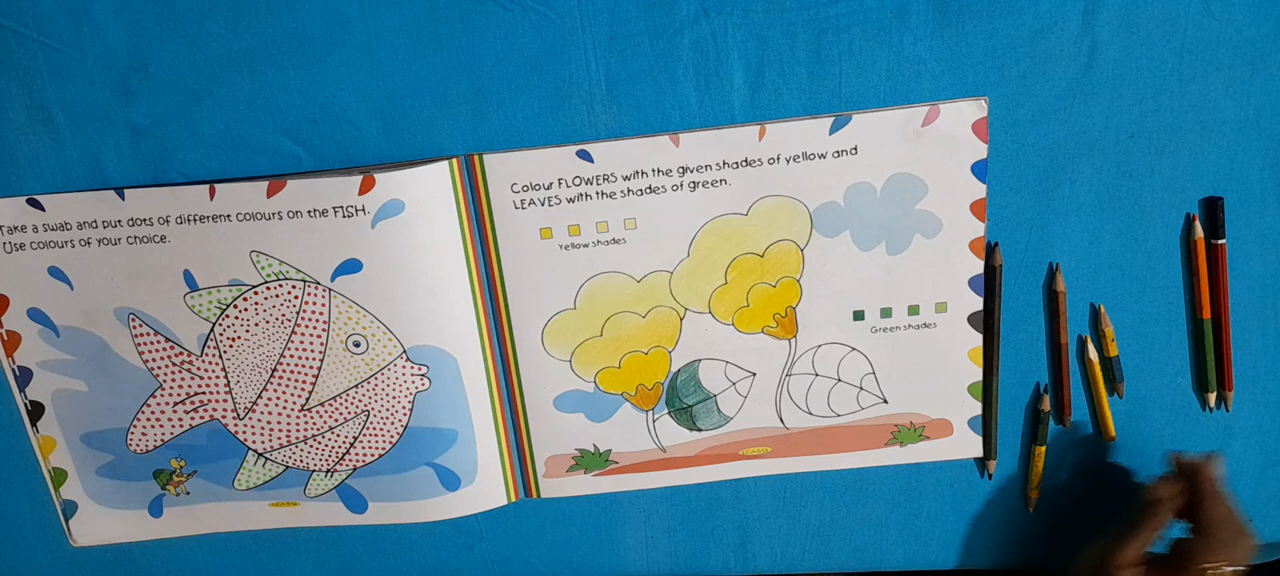 Take a swab and put dots of different colours on the FISH.
Use colours of your choice.
Colour FLOWERS with the given shades of yellow and
LEAVES with the shades of green.
Yellow shades
Green shades